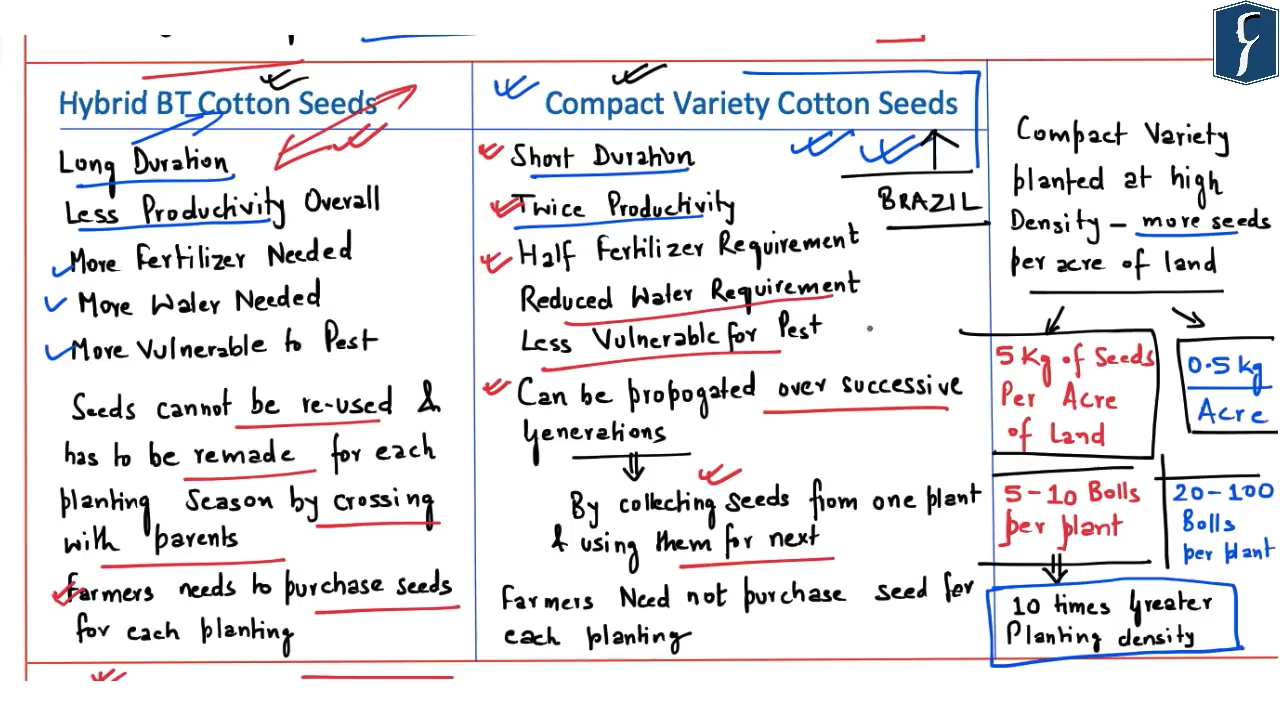 Hybrid BT Cotton Seeds
Long Duration
Less Productivity Overall
More Fertilizer Needed
More Water Needed
More Vulnerable to Pest
Seeds cannot be re-used &
has to be remade for each
planting season by crossing
with parents
Farmers needs to purchase seeds
for each planting
Compact Variety Cotton Seeds
Short Duration
Twice Productivity
BRAZIL
Half Fertilizer Requirement
Reduced Water Requirement
Less Vulnerable for Pest
Can be propogated over successive
Generations
By collecting seeds from one plant
& using them for next
Farmers Need not purchase seed for
each planting
Compact Variety
planted at high
Density – more seeds
per acre of land
5 Kg of Seeds
Per Acre
of Land
0.5 kg
Acre
5-10 Bolls
per plant
20-100
Bolls
per plant
10 times Greater
Planting density